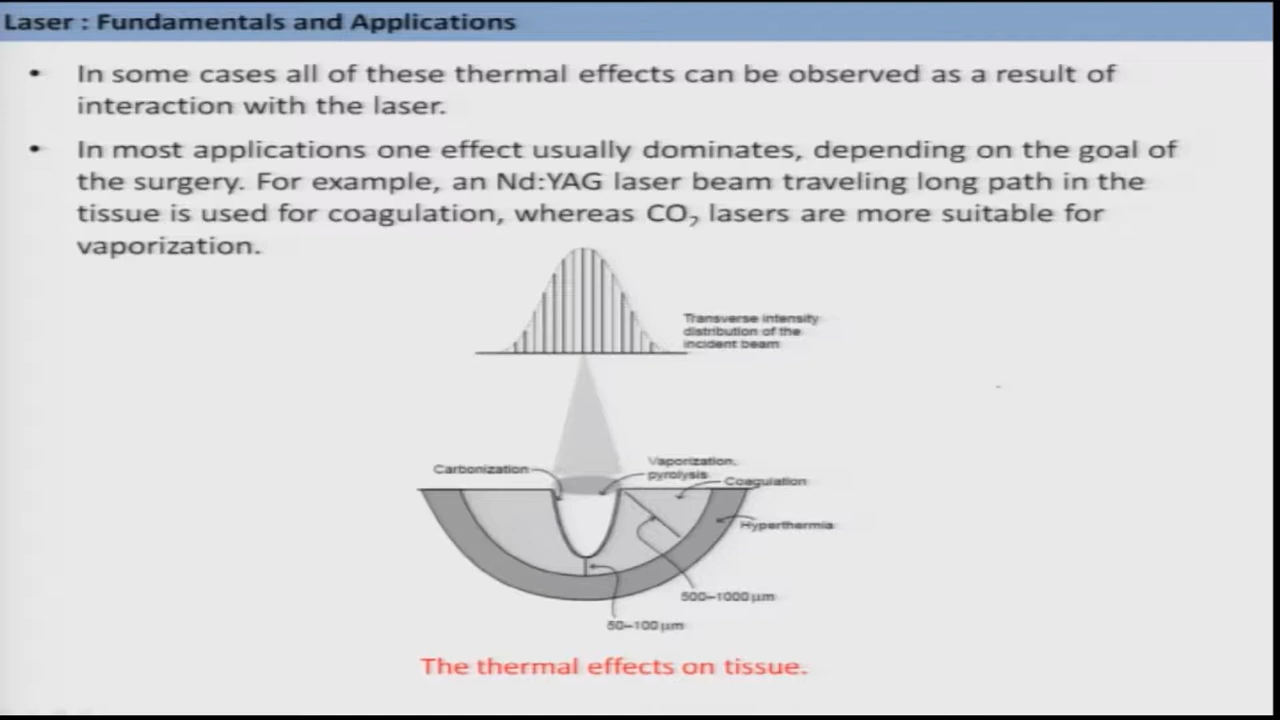 Laser : Fundamentals and Applications
• In some cases all of these thermal effects can be observed as a result of
interaction with the laser.
• In most applications one effect usually dominates, depending on the goal of
the surgery. For example, an Nd:YAG laser beam traveling long path in the
tissue is used for coagulation, whereas CO₂ lasers are more suitable for
vaporization.
Transverse intensity
distribution of the
incident beam
Carbonization
Vaporization,
pyrolysis
Coagulation
Hyperthermia
500–1000 μm
50–100 μm
The thermal effects on tissue.